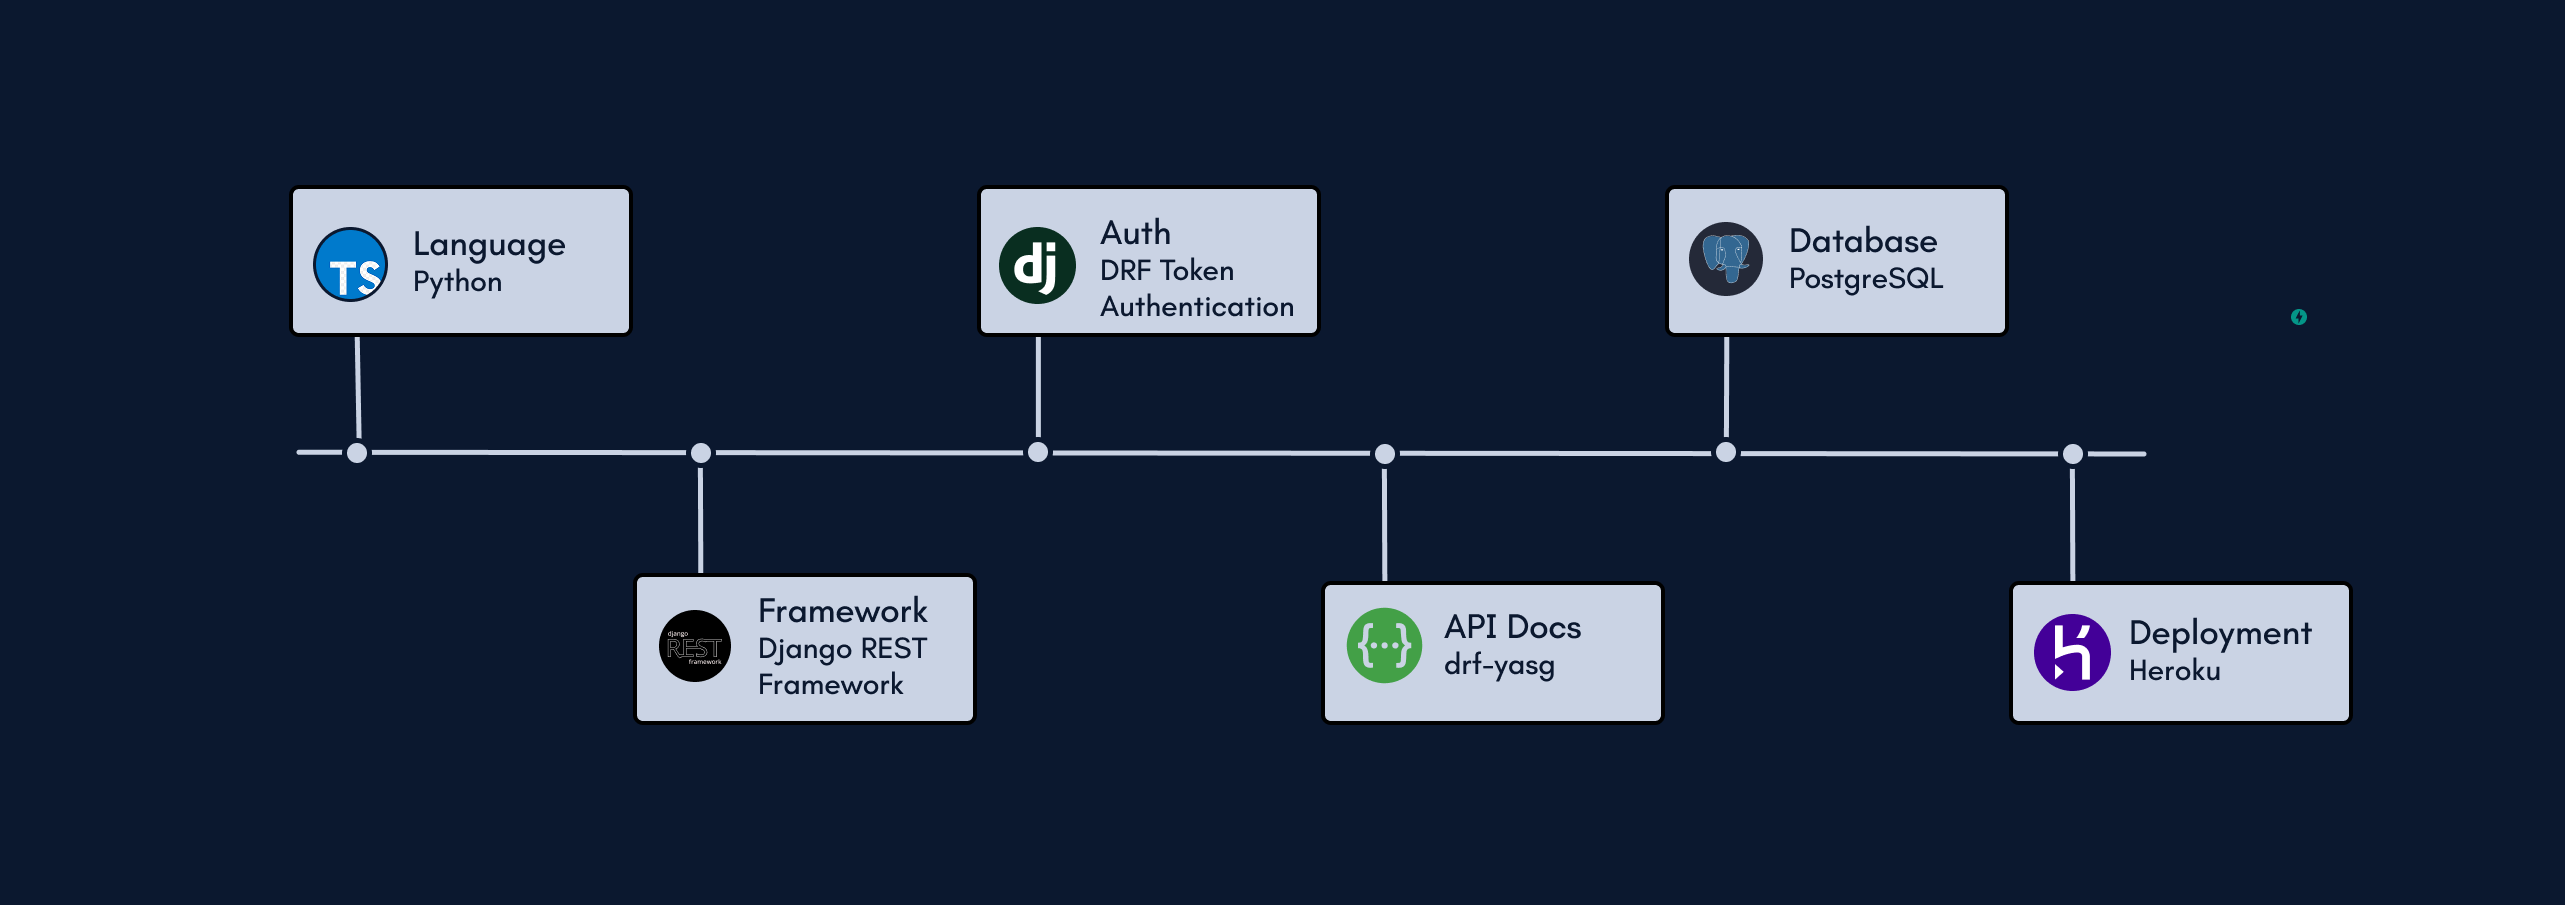 TS
Language
Python
django
REST
framework
Framework
Django REST
Framework
dj
Auth
DRF Token
Authentication
{...}
API Docs
drf-yasg
Database
PostgreSQL
Deployment
Heroku